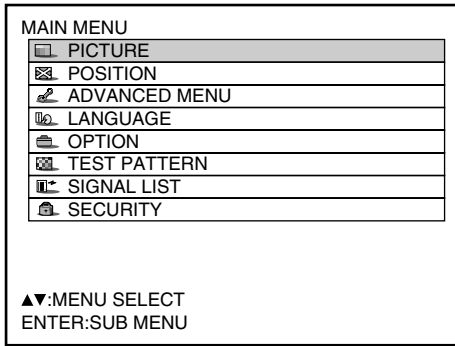 MAIN MENU
PICTURE
POSITION
ADVANCED MENU
LANGUAGE
OPTION
TEST PATTERN
SIGNAL LIST
SECURITY
▲▼:MENU SELECT
ENTER:SUB MENU